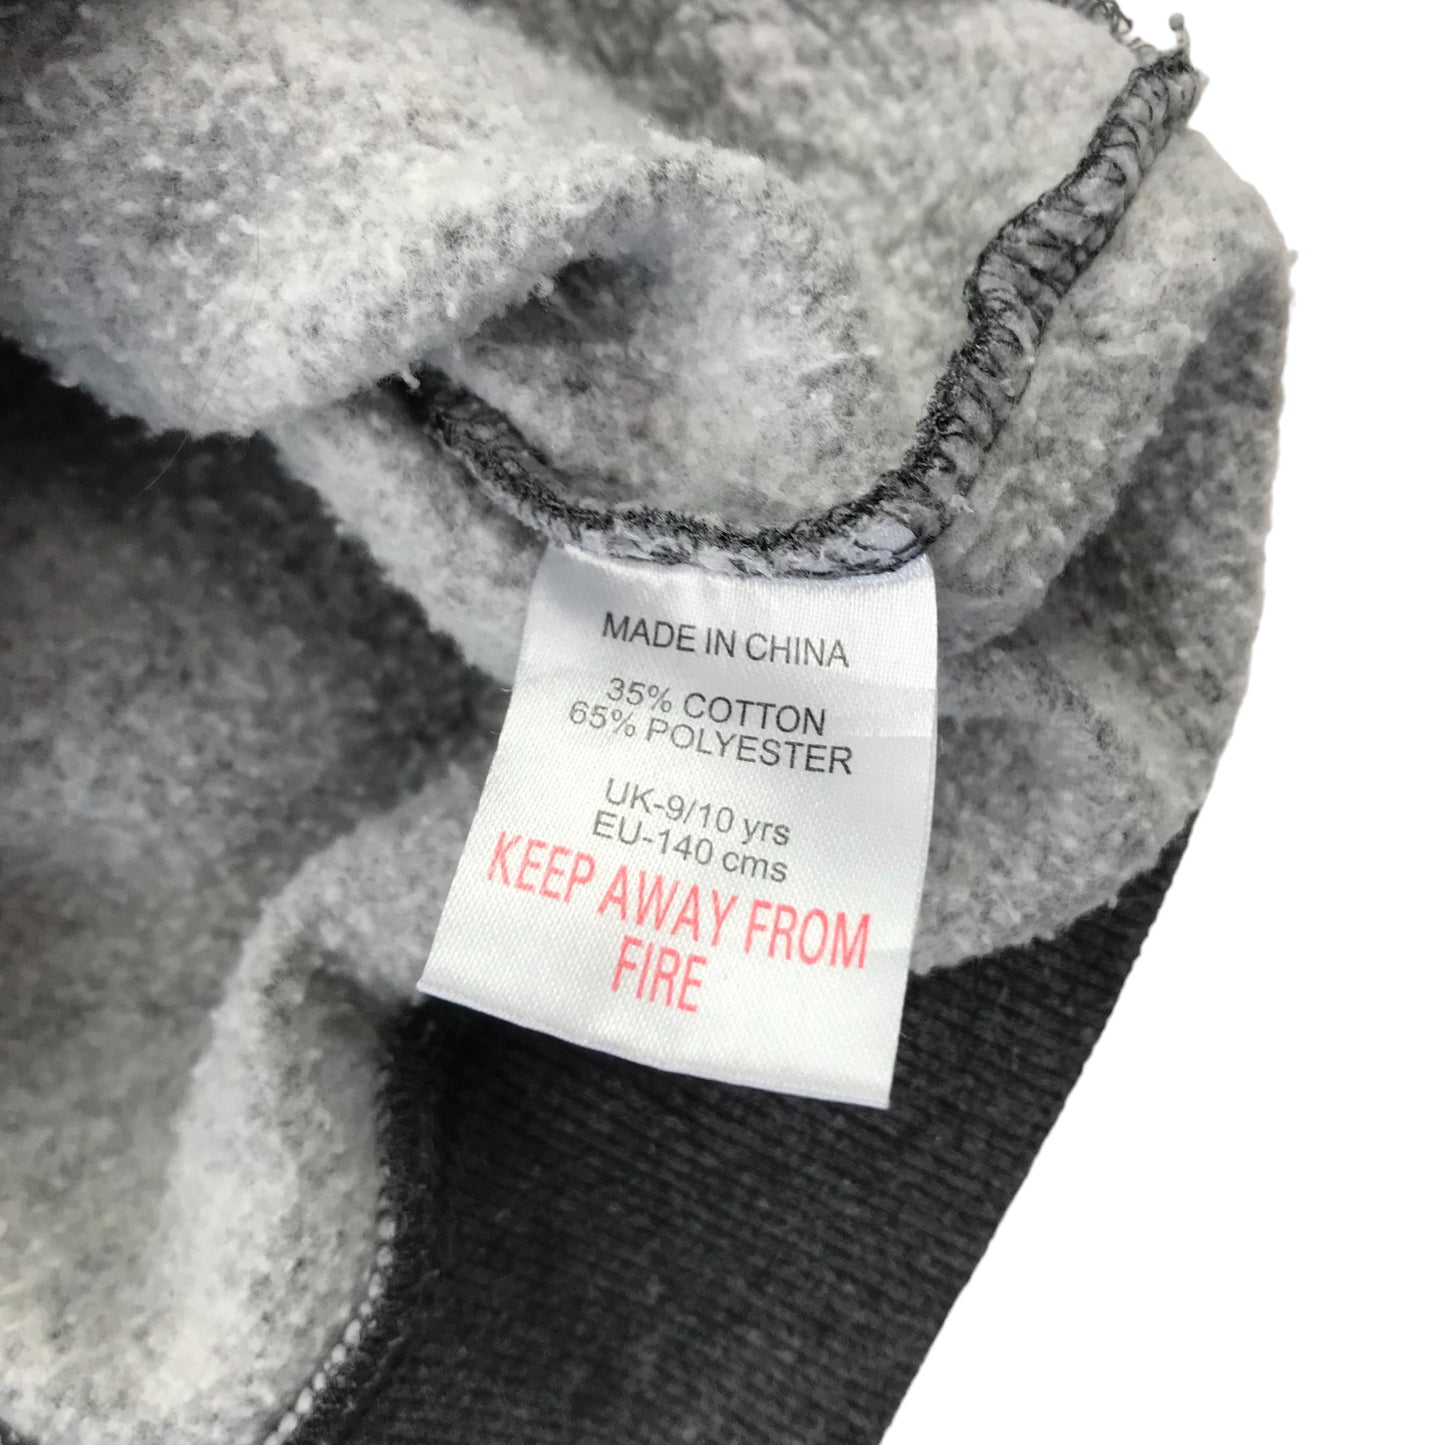 MADE IN CHINA
35% COTTON
65% POLYESTER
UK-9/10 yrs
EU-140 cms
KEEP AWAY FROM
FIRE